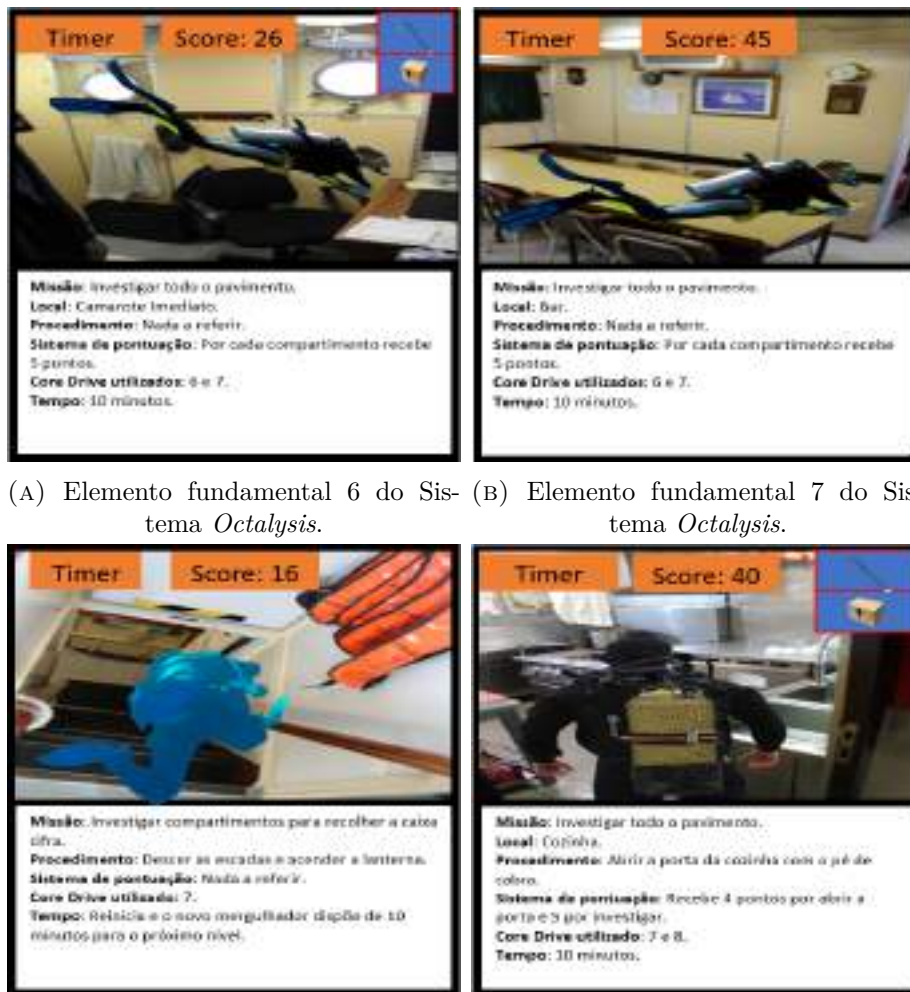 Timer Score: 26
Missão: Investigar todo o pavimento.
Local: Camarote Imediato.
Procedimento: Nada a referir.
Sistema de pontuação: Por cada compartimento recebe
5 pontos.
Core Drive utilizados: 6 e 7.
Tempo: 10 minutos.
Timer Score: 45
Missão: Investigar todo o pavimento.
Local: Bar.
Procedimento: Nada a referir.
Sistema de pontuação: Por cada compartimento recebe
5 pontos.
Core Drive utilizados: 6 e 7.
Tempo: 10 minutos.
(A) Elemento fundamental 6 do Sis-
tema Octalysis.
(B) Elemento fundamental 7 do Sis
tema Octalysis.
Timer Score: 16
Missão: Investigar compartimentos para recolher a caixa
cifra.
Procedimento: Descer as escadas e acender a lanterna.
Sistema de pontuação: Nada a referir.
Core Drive utilizado: 7.
Tempo: Reinicia e o novo mergulhador dispõe de 10
minutos para o próximo nível.
Timer Score: 40
Missão: Investigar todo o pavimento.
Local: Cozinha.
Procedimento: Abrir a porta da cozinha com o pé de
cabra.
Sistema de pontuação: Recebe 4 pontos por abrir a
porta e 5 por investigar.
Core Drive utilizado: 7 e 8.
Tempo: 10 minutos.